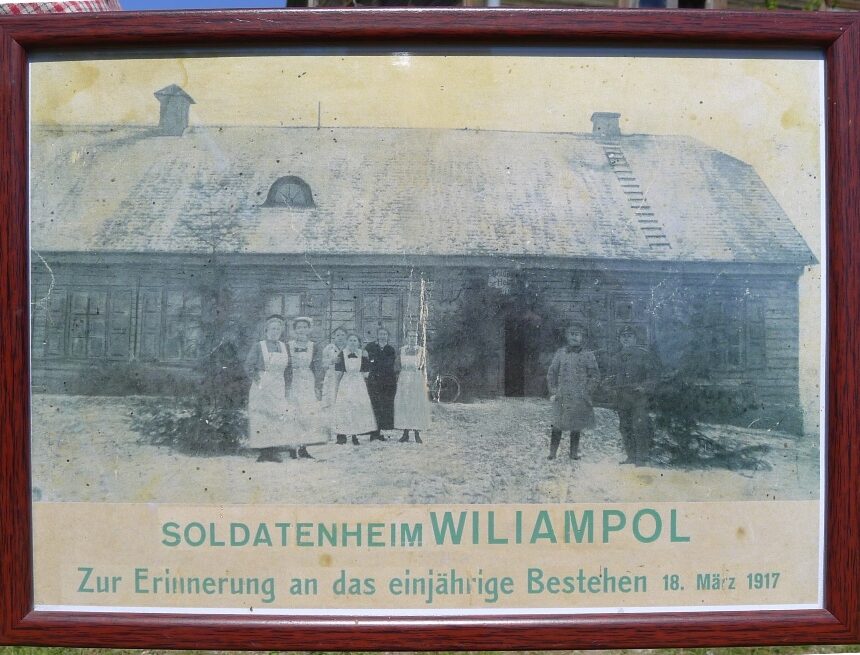 SOLDATENHEIM WILIAMPOL
Zur Erinnerung an das einjährige Bestehen 18. März 1917